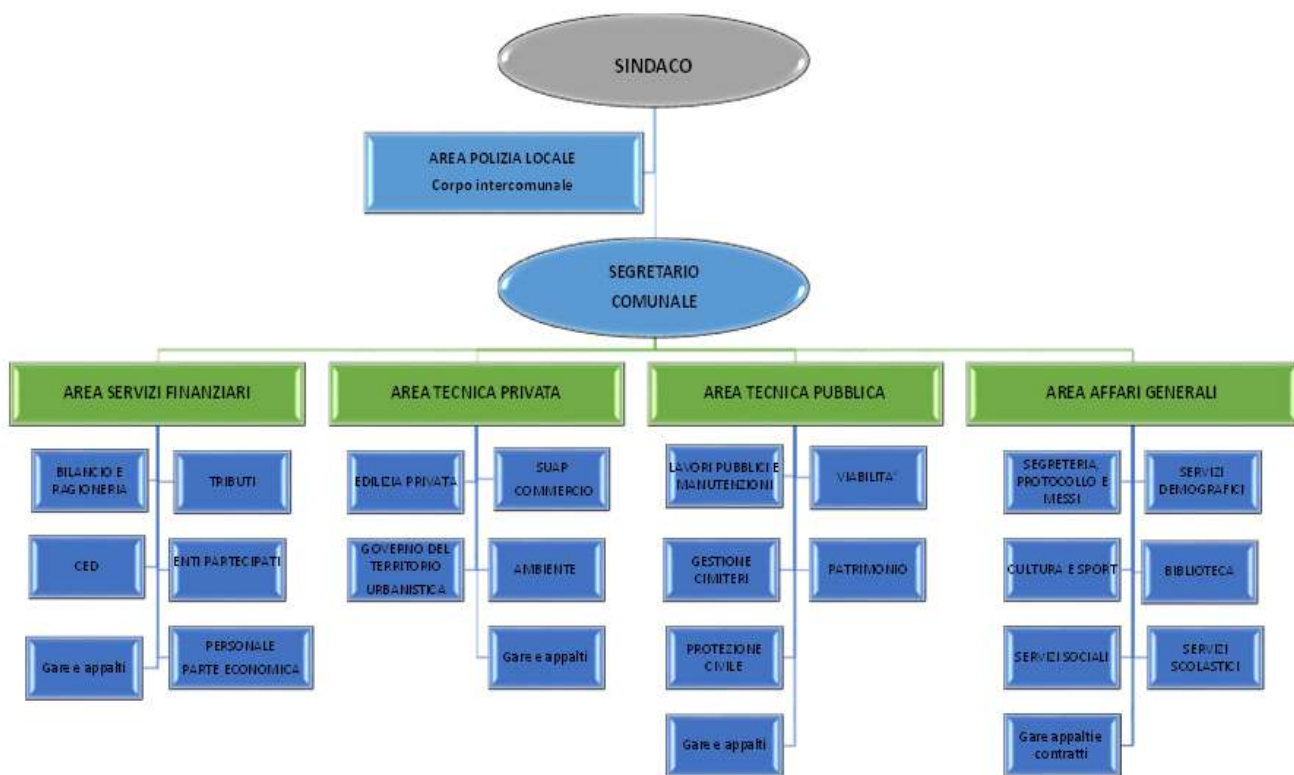 SINDACO
AREA POLIZIA LOCALE
Corpo intercomunale
SEGRETARIO
COMUNALE
AREA SERVIZI FINANZIARI
AREA TECNICA PRIVATA
AREA TECNICA PUBBLICA
AREA AFFARI GENERALI
BILANCIO E
RAGIONERIA
TRIBUTI
CED
ENTI PARTECIPATI
Gare e appalti
PERSONALE
PARTE ECONOMICA
EDILIZIA PRIVATA
SUAP
COMMERCIO
GOVERNO DEL
TERRITORIO
URBANISTICA
AMBIENTE
Gare e appalti
LAVORI PUBBLICI E
MANUTENZIONI
VIABILITA'
GESTIONE
CIMITERI
PATRIMONIO
PROTEZIONE
CIVILE
Gare e appalti
SEGRETERIA,
PROTOCOLLO E
MESSI
SERVIZI
DEMOGRAFICI
CULTURA E SPORT
BIBLIOTECA
SERVIZI SOCIALI
SERVIZI
SCOLASTICI
Gare appalti e
contratti